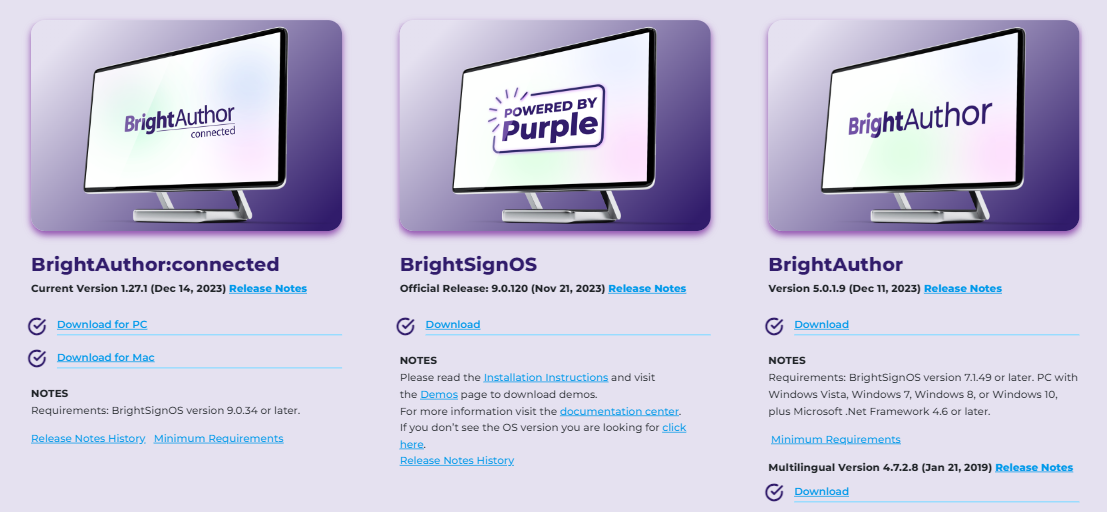 BrightAuthor
connected
BrightAuthor:connected
Current Version 1.27.1 (Dec 14, 2023) Release Notes
Download for PC
Download for Mac
NOTES
Requirements: BrightSignOS version 9.0.34 or later.
Release Notes History Minimum Requirements
POWERED BY
Purple
BrightSignOS
Official Release: 9.0.120 (Nov 21, 2023) Release Notes
Download
NOTES
Please read the Installation Instructions and visit
the Demos page to download demos.
For more information visit the documentation center.
If you don’t see the OS version you are looking for click
here.
Release Notes History
BrightAuthor
BrightAuthor
Version 5.0.1.9 (Dec 11, 2023) Release Notes
Download
NOTES
Requirements: BrightSignOS version 7.1.49 or later. PC with
Windows Vista, Windows 7, Windows 8, or Windows 10,
plus Microsoft .Net Framework 4.6 or later.
Minimum Requirements
Multilingual Version 4.7.2.8 (Jan 21, 2019) Release Notes
Download